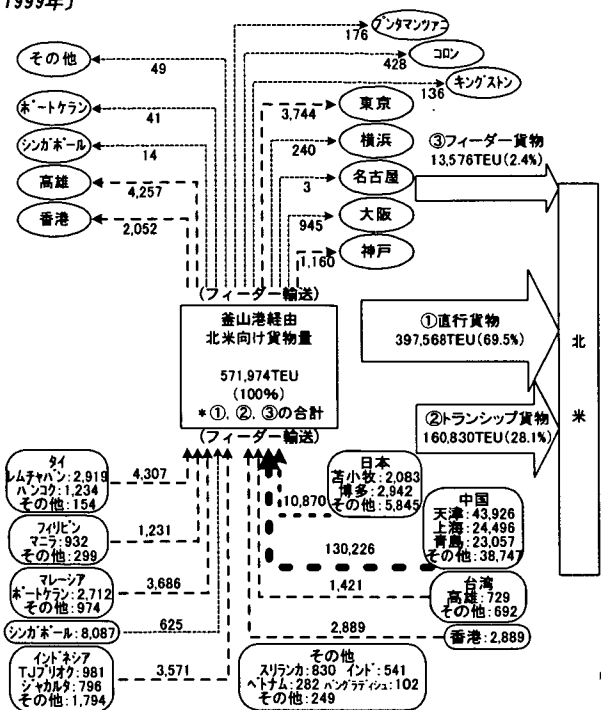 1999年)
その他
49
ポートケラン
41
シンガポール
14
高雄
4,257
香港
2,052
176
プンタマンツァニ
428
コロン
136
キングストン
3,744
東京
240
横浜
3
名古屋
945
大阪
1,160
神戸
③フィーダー貨物
13,576TEU(2.4%)
①直行貨物
397,568TEU(69.5%)
②トランシップ貨物
160,830TEU(28.1%)
北
米
(フィーダー輸送)
釜山港経由
北米向け貨物量
571,974TEU
(100%)
*①、②、③の合計
(フィーダー輸送)
タイ
レムチャバン:2,919
バンコク:1,234
その他:154
4,307
フィリピン
マニラ:932
その他:299
1,231
マレーシア
ポートケラン:2,712
その他:974
3,686
シンガポール:8,087
625
インドネシア
TJプリオク:981
ジャカルタ:796
その他:1,794
3,571
日本
苫小牧:2,083
博多:2,942
その他:5,845
10,870
中国
天津:43,926
上海:24,496
青島:23,057
その他:38,747
130,226
台湾
高雄:729
その他:692
1,421
香港:2,889
2,889
その他
スリランカ:830 インド:541
ベトナム:282 バングラディシュ:102
その他:249